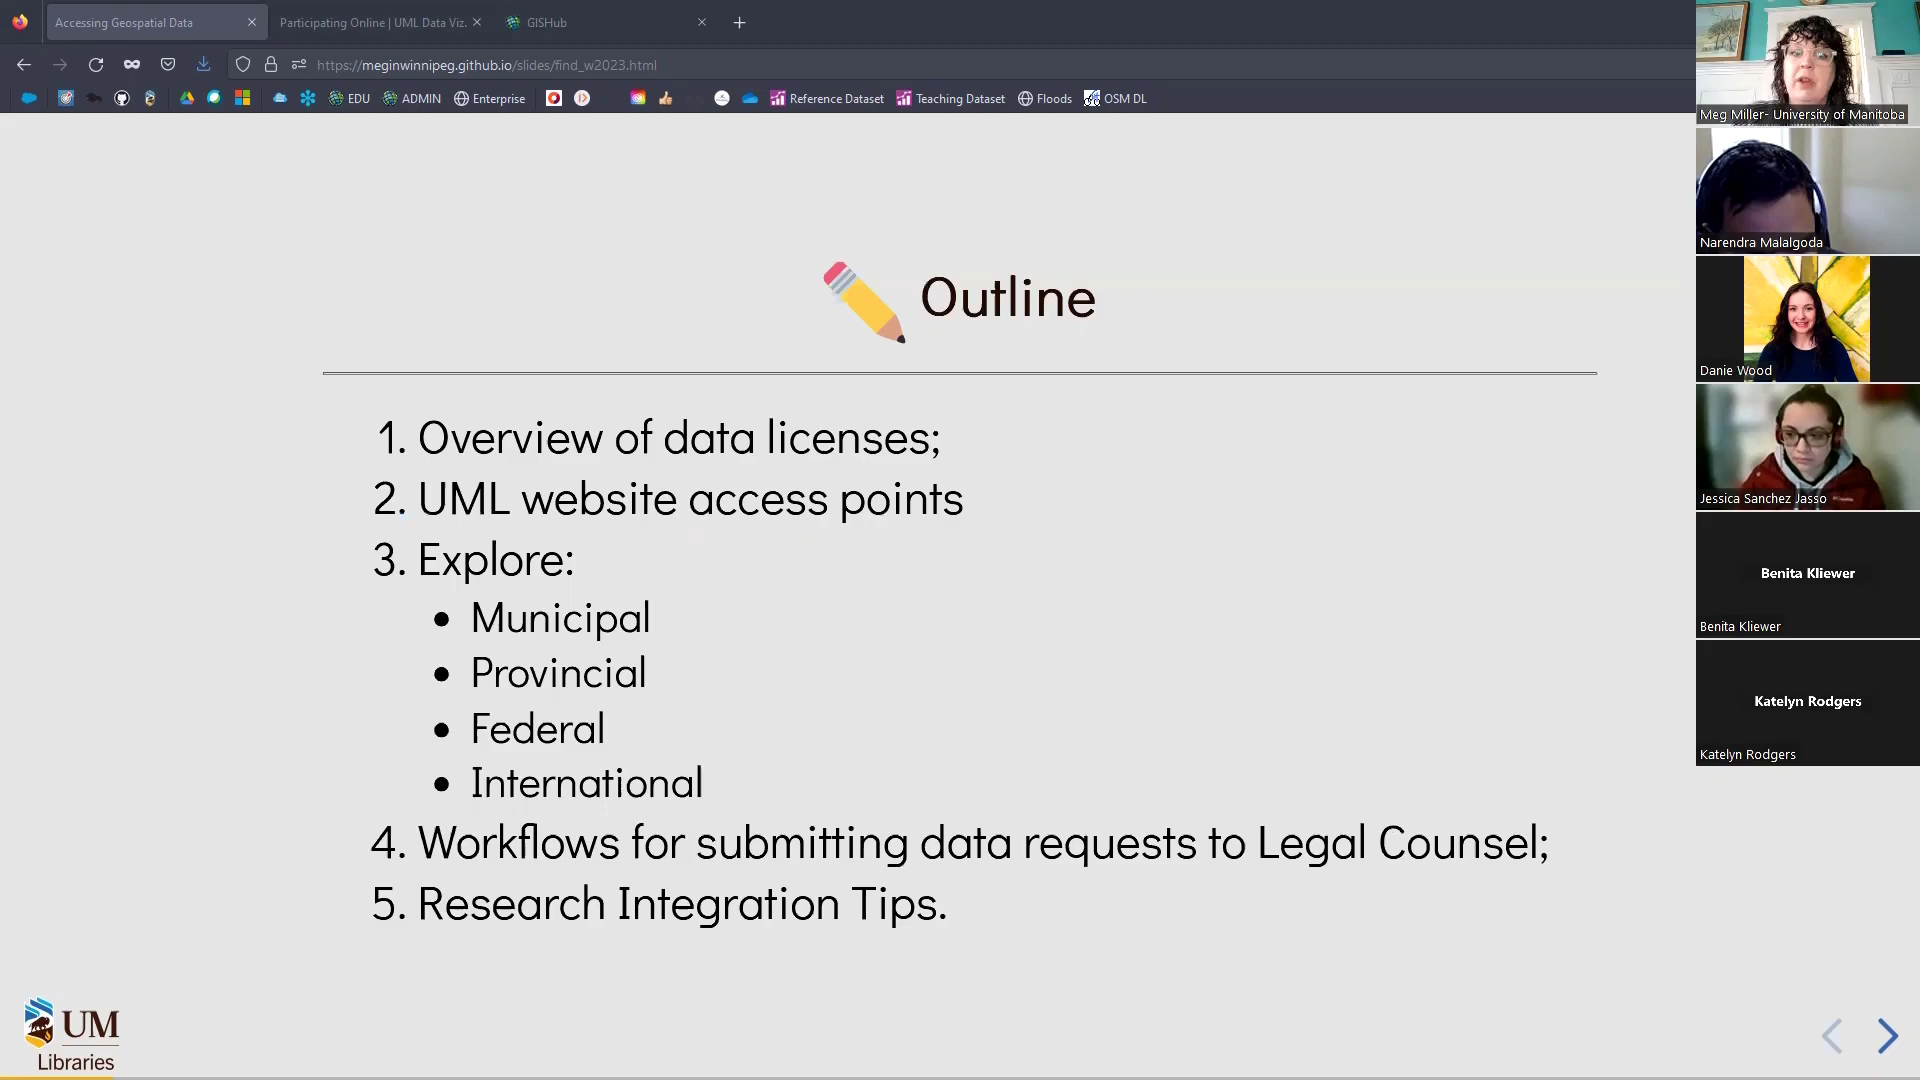 Accessing Geospatial Data
Participating Online | UML Data Viz.
GISHub
https://meginwinnipeg.github.io/slides/find_w2023.html
EDU
ADMIN
Enterprise
Reference Dataset
Teaching Dataset
Floods
OSM DL
Outline
1. Overview of data licenses;
2. UML website access points
3. Explore:
• Municipal
• Provincial
• Federal
• International
4. Workflows for submitting data requests to Legal Counsel;
5. Research Integration Tips.
UM
Libraries
Meg Miller- University of Manitoba
Narendra Malalgoda
Danie Wood
Jessica Sanchez Jasso
Benita Kliewer
Benita Kliewer
Katelyn Rodgers
Katelyn Rodgers